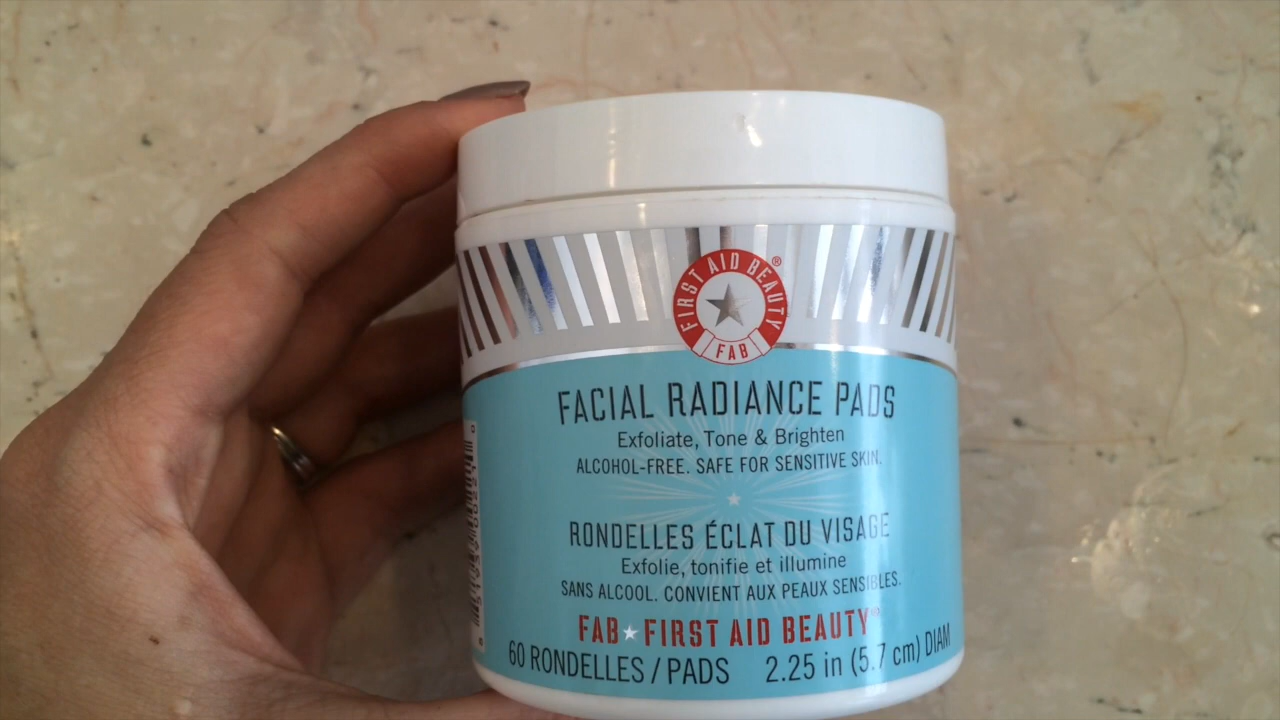 FIRST AID BEAUTY®
FAB
FACIAL RADIANCE PADS
Exfoliate, Tone & Brighten
ALCOHOL-FREE. SAFE FOR SENSITIVE SKIN.
RONDELLES ÉCLAT DU VISAGE
Exfolie, tonifie et illumine
SANS ALCOOL. CONVIENT AUX PEAUX SENSIBLES.
FAB★FIRST AID BEAUTY®
60 RONDELLES / PADS 2.25 in (5.7 cm) DIAM